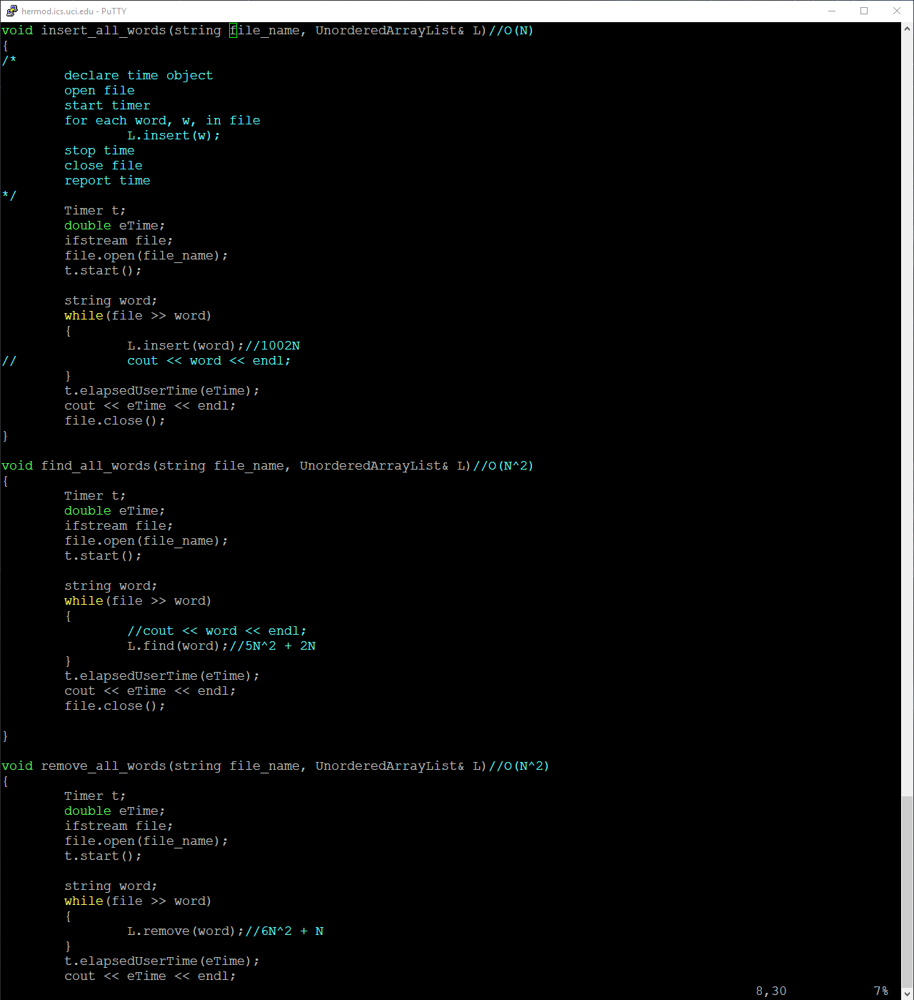 hermod.ics.uci.edu - PuTTY
void insert_all_words(string file_name, UnorderedArrayList& L)//O(N)
{
/*
        declare time object
        open file
        start timer
        for each word, w, in file
                L.insert(w);
        stop time
        close file
        report time
*/
        Timer t;
        double eTime;
        ifstream file;
        file.open(file_name);
        t.start();

        string word;
        while(file >> word)
        {
                L.insert(word);//1002N
//              cout << word << endl;
        }
        t.elapsedUserTime(eTime);
        cout << eTime << endl;
        file.close();
}

void find_all_words(string file_name, UnorderedArrayList& L)//O(N^2)
{
        Timer t;
        double eTime;
        ifstream file;
        file.open(file_name);
        t.start();

        string word;
        while(file >> word)
        {
                //cout << word << endl;
                L.find(word);//5N^2 + 2N
        }
        t.elapsedUserTime(eTime);
        cout << eTime << endl;
        file.close();

}

void remove_all_words(string file_name, UnorderedArrayList& L)//O(N^2)
{
        Timer t;
        double eTime;
        ifstream file;
        file.open(file_name);
        t.start();

        string word;
        while(file >> word)
        {
                L.remove(word);//6N^2 + N
        }
        t.elapsedUserTime(eTime);
        cout << eTime << endl;
8,30 7%